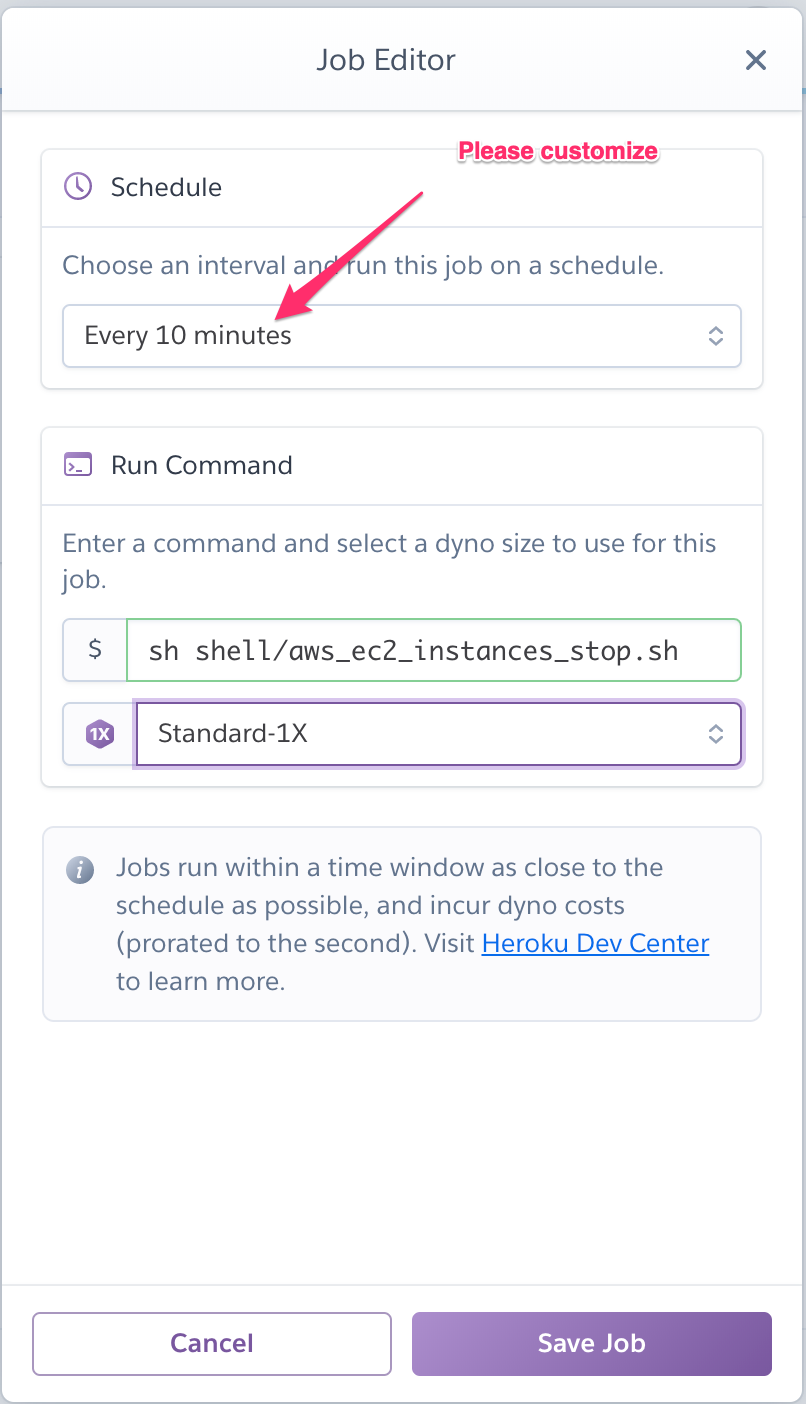 Job Editor
Please customize
Schedule
Choose an interval and run this job on a schedule.
Every 10 minutes
Run Command
Enter a command and select a dyno size to use for this
job.
$ sh shell/aws_ec2_instances_stop.sh
1X Standard-1X
i Jobs run within a time window as close to the
schedule as possible, and incur dyno costs
(prorated to the second). Visit Heroku Dev Center
to learn more.
Cancel Save Job